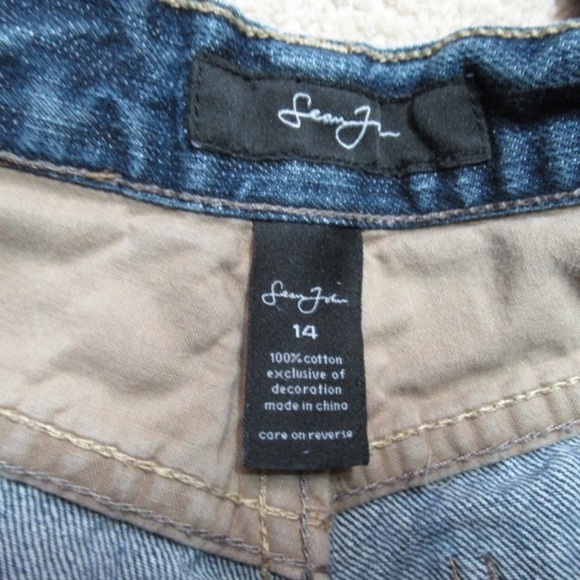 Sean John
Sean John
14
100% cotton
exclusive of
decoration
made in china
care on reverse